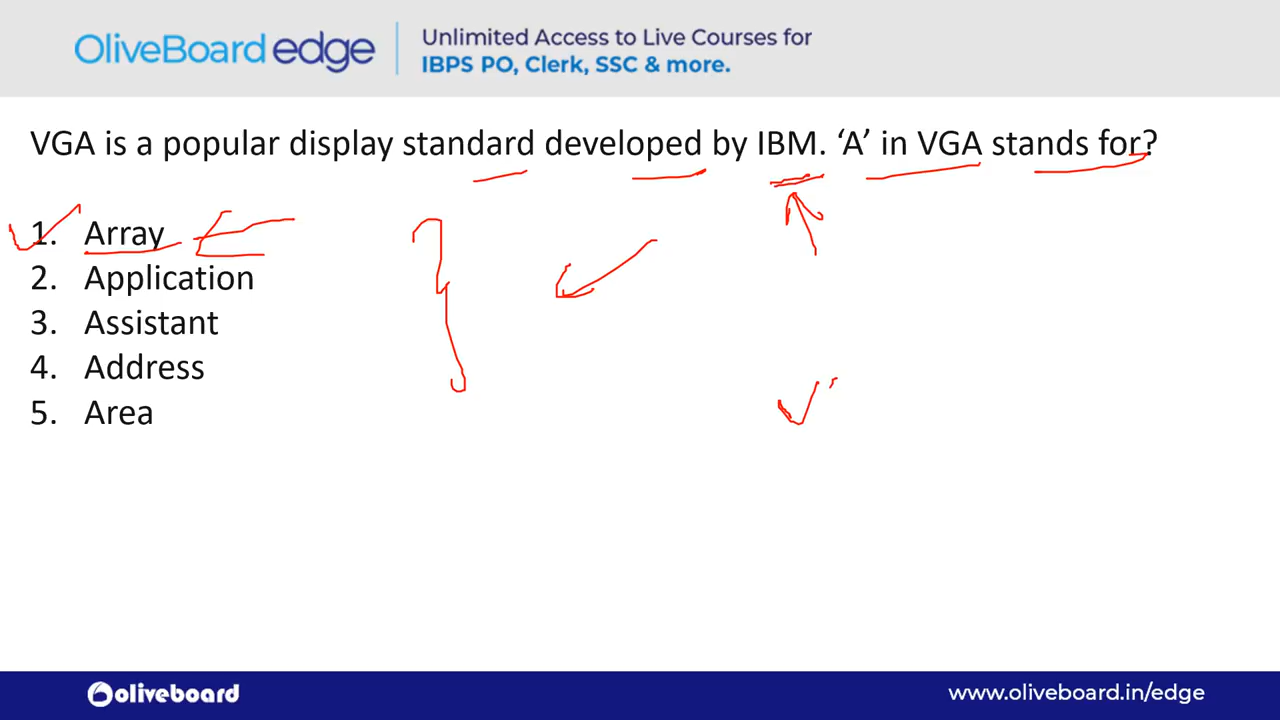 OliveBoard edge
Unlimited Access to Live Courses for
IBPS PO, Clerk, SSC & more.
VGA is a popular display standard developed by IBM. ‘A’ in VGA stands for?
1. Array
2. Application
3. Assistant
4. Address
5. Area
oliveboard
www.oliveboard.in/edge